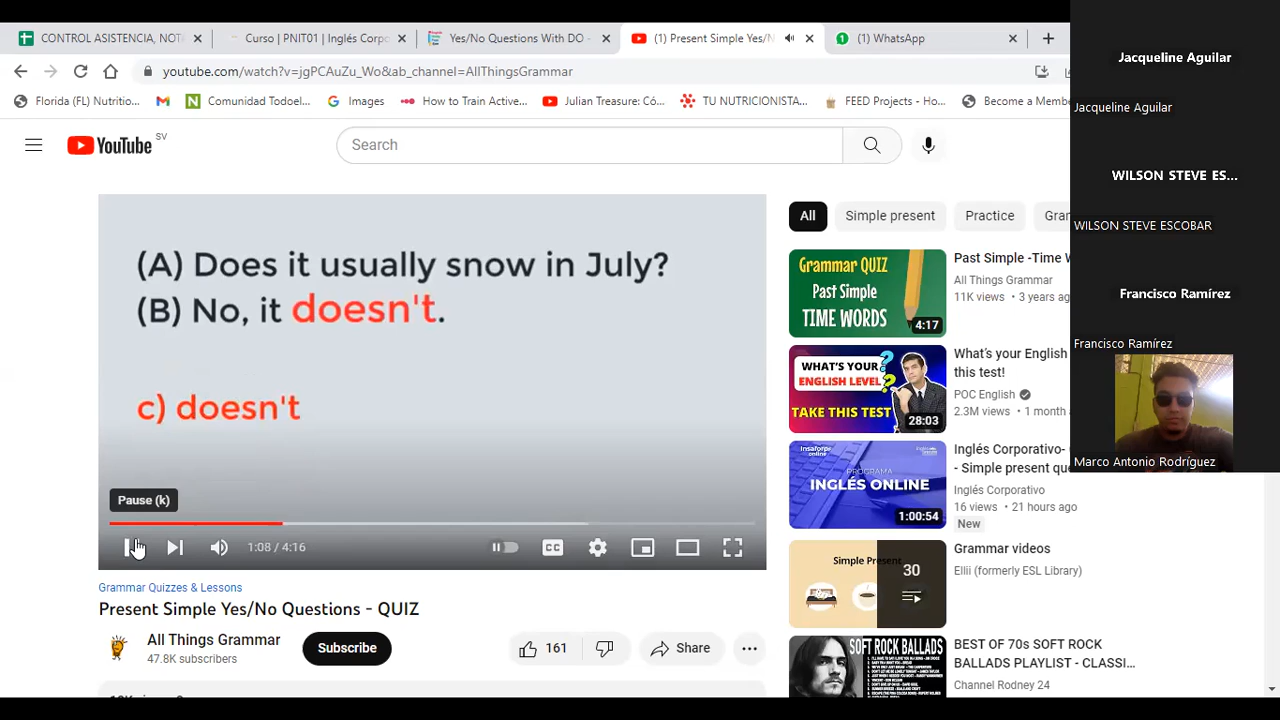 CONTROL ASISTENCIA, NOTA
Curso | PNIT01 | Inglés Corpo
Yes/No Questions With DO -
(1) Present Simple Yes/N
(1) WhatsApp
youtube.com/watch?v=jgPCAuZu_Wo&ab_channel=AllThingsGrammar
Florida (FL) Nutritio...
Comunidad Todoel...
Images
How to Train Active...
Julian Treasure: Có...
TU NUTRICIONISTA...
FEED Projects - Ho...
Become a Membe
YouTube SV
Search
(A) Does it usually snow in July?
(B) No, it doesn't.
c) doesn't
Pause (k)
1:08 / 4:16
CC
Grammar Quizzes & Lessons
Present Simple Yes/No Questions - QUIZ
All Things Grammar
47.8K subscribers
Subscribe
161
Share
All
Simple present
Practice
Gran
Grammar QUIZ
Past Simple
TIME WORDS
4:17
Past Simple -Time W
All Things Grammar
11K views • 3 years ag
WHAT'S YOUR
ENGLISH LEVEL?
TAKE THIS TEST
28:03
What's your English
this test!
POC English
2.3M views • 1 month
Insaforp
online
PROGRAMA
INGLÉS ONLINE
1:00:54
Inglés Corporativo-
- Simple present que
Inglés Corporativo
16 views • 21 hours ago
New
Simple Present
30
Grammar videos
Ellii (formerly ESL Library)
SOFT ROCK
BALLADS
BEST OF 70s SOFT ROCK
BALLADS PLAYLIST - CLASSI...
Channel Rodney 24
Jacqueline Aguilar
Jacqueline Aguilar
WILSON STEVE ES...
WILSON STEVE ESCOBAR
Francisco Ramírez
Francisco Ramírez
Marco Antonio Rodríguez